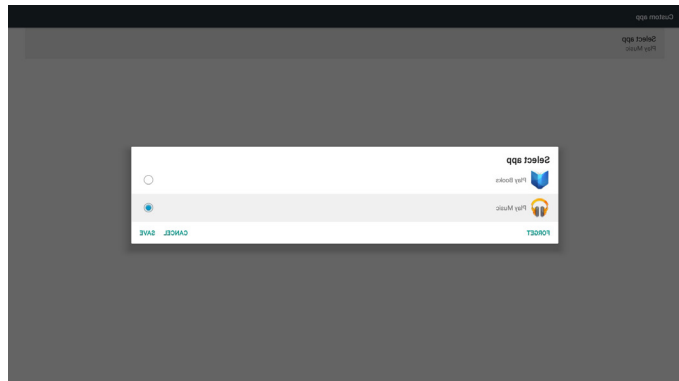 Custom app
Select app
Play Music
Select app
Play Books
Play Music
FORGET CANCEL SAVE